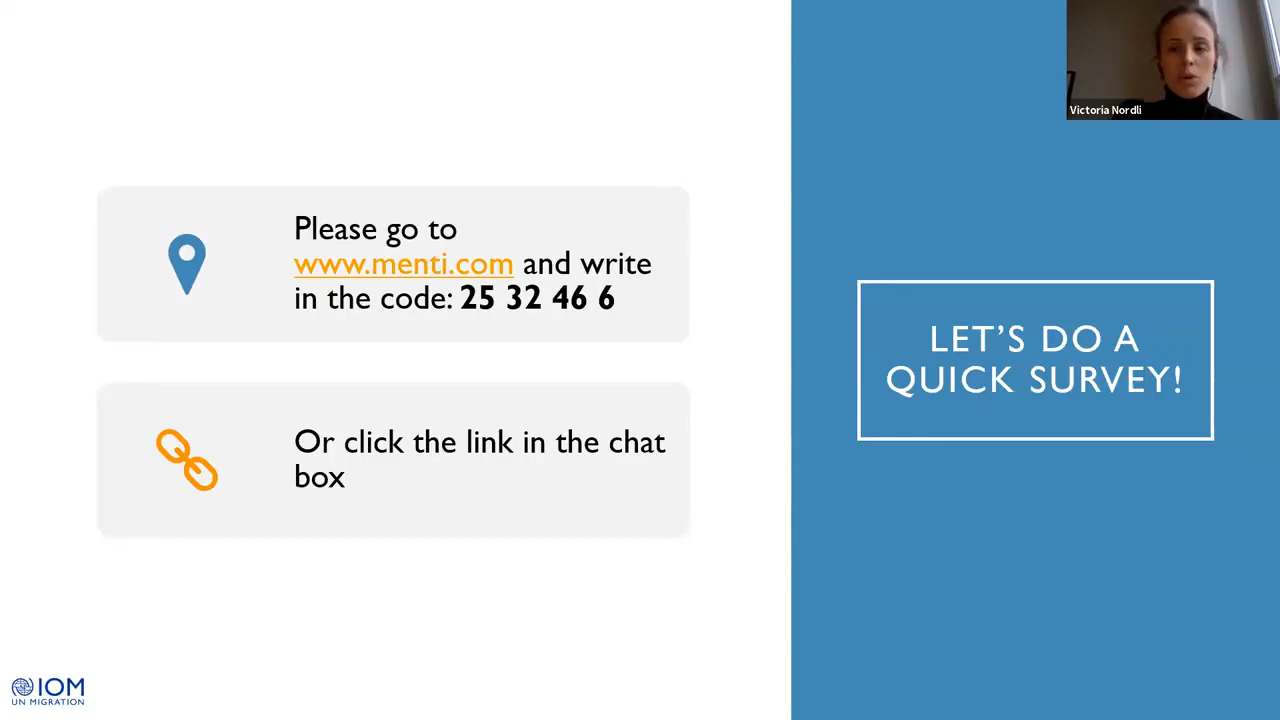 Please go to
www.menti.com and write
in the code: 25 32 46 6
Or click the link in the chat
box
LET’S DO A
QUICK SURVEY!
Victoria Nordli
IOM
UN MIGRATION